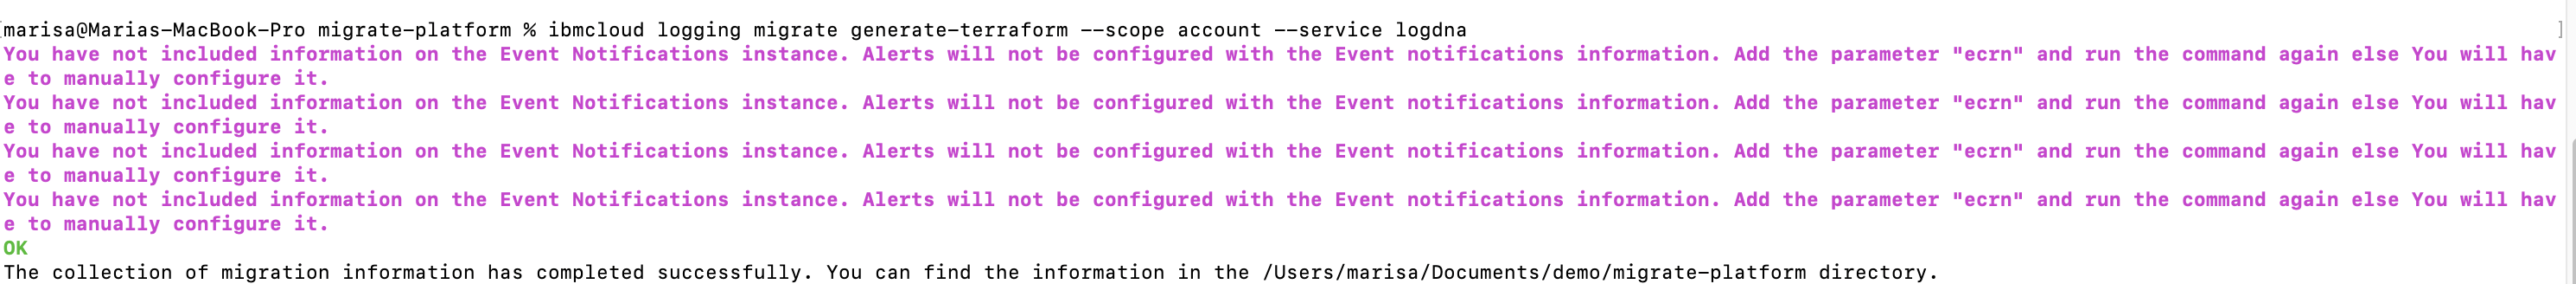 [marisa@Marias-MacBook-Pro migrate-platform % ibmcloud logging migrate generate-terraform --scope account --service logdna ]
You have not included information on the Event Notifications instance. Alerts will not be configured with the Event notifications information. Add the parameter "ecrn" and run the command again else You will hav
e to manually configure it.
You have not included information on the Event Notifications instance. Alerts will not be configured with the Event notifications information. Add the parameter "ecrn" and run the command again else You will hav
e to manually configure it.
You have not included information on the Event Notifications instance. Alerts will not be configured with the Event notifications information. Add the parameter "ecrn" and run the command again else You will hav
e to manually configure it.
You have not included information on the Event Notifications instance. Alerts will not be configured with the Event notifications information. Add the parameter "ecrn" and run the command again else You will hav
e to manually configure it.
OK
The collection of migration information has completed successfully. You can find the information in the /Users/marisa/Documents/demo/migrate-platform directory.